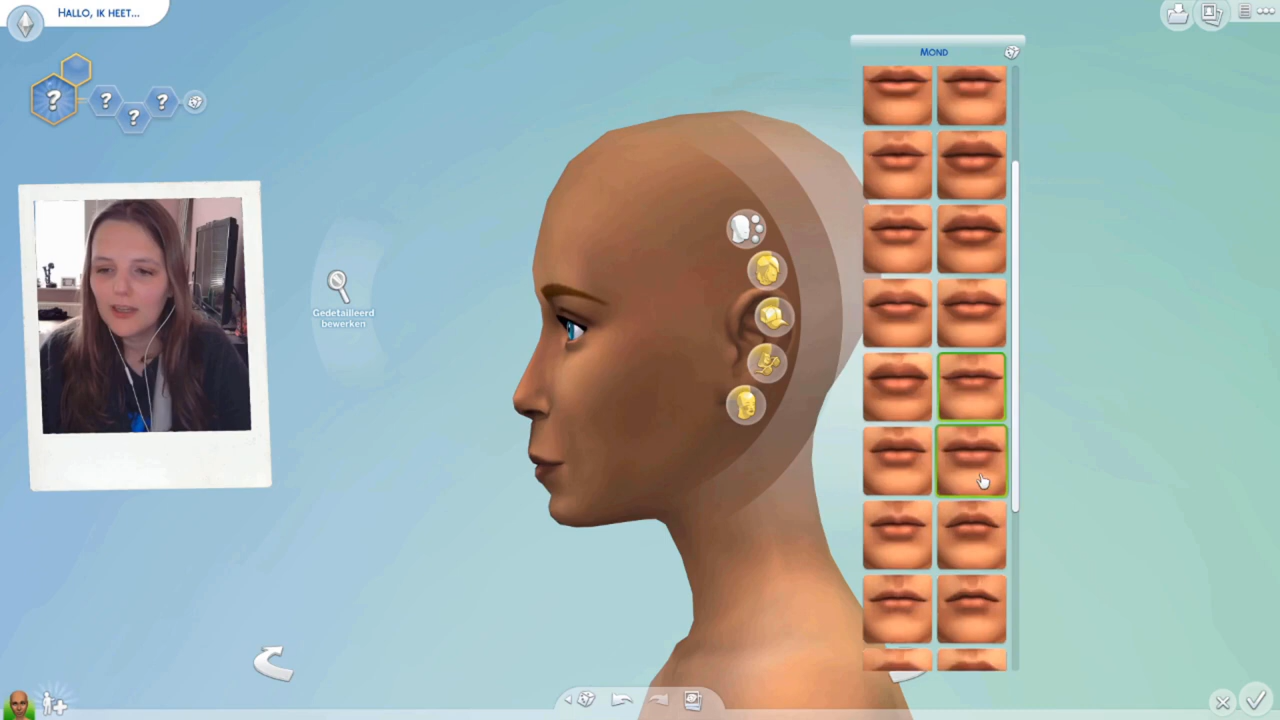 HALLO, IK HEET...
MOND
?
?
?
?
Gedetailleerd
bewerken